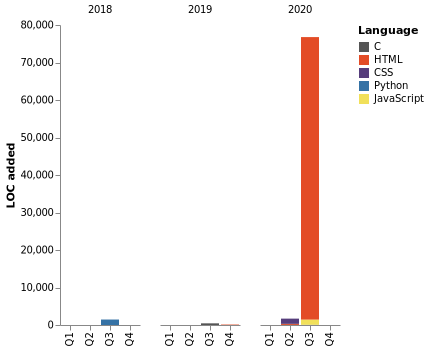 2018 2019 2020
Language
C
HTML
CSS
Python
JavaScript
LOC added
80,000
70,000
60,000
50,000
40,000
30,000
20,000
10,000
0
Q1 Q2 Q3 Q4 Q1 Q2 Q3 Q4 Q1 Q2 Q3 Q4